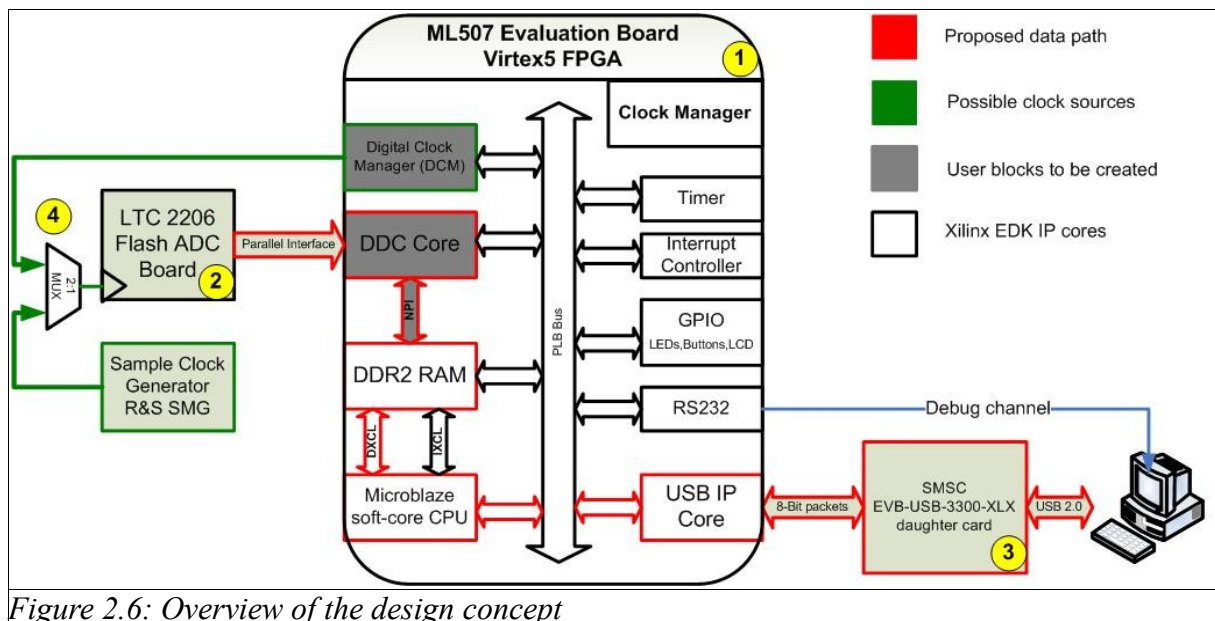 ML507 Evaluation Board
Virtex5 FPGA
1
Clock Manager
Digital Clock
Manager (DCM)
4
2:1
MUX
LTC 2206
Flash ADC
Board
2
Parallel Interface
DDC Core
NPI
Sample Clock
Generator
R&S SMG
DDR2 RAM
DXCL
IXCL
Microblaze
soft-core CPU
PLB Bus
Timer
Interrupt
Controller
GPIO
LEDs,Buttons,LCD
RS232
Debug channel
USB IP
Core
8-Bit packets
SMSC
EVB-USB-3300-XLX
daughter card
3
USB 2.0
Proposed data path
Possible clock sources
User blocks to be created
Xilinx EDK IP cores
Figure 2.6: Overview of the design concept